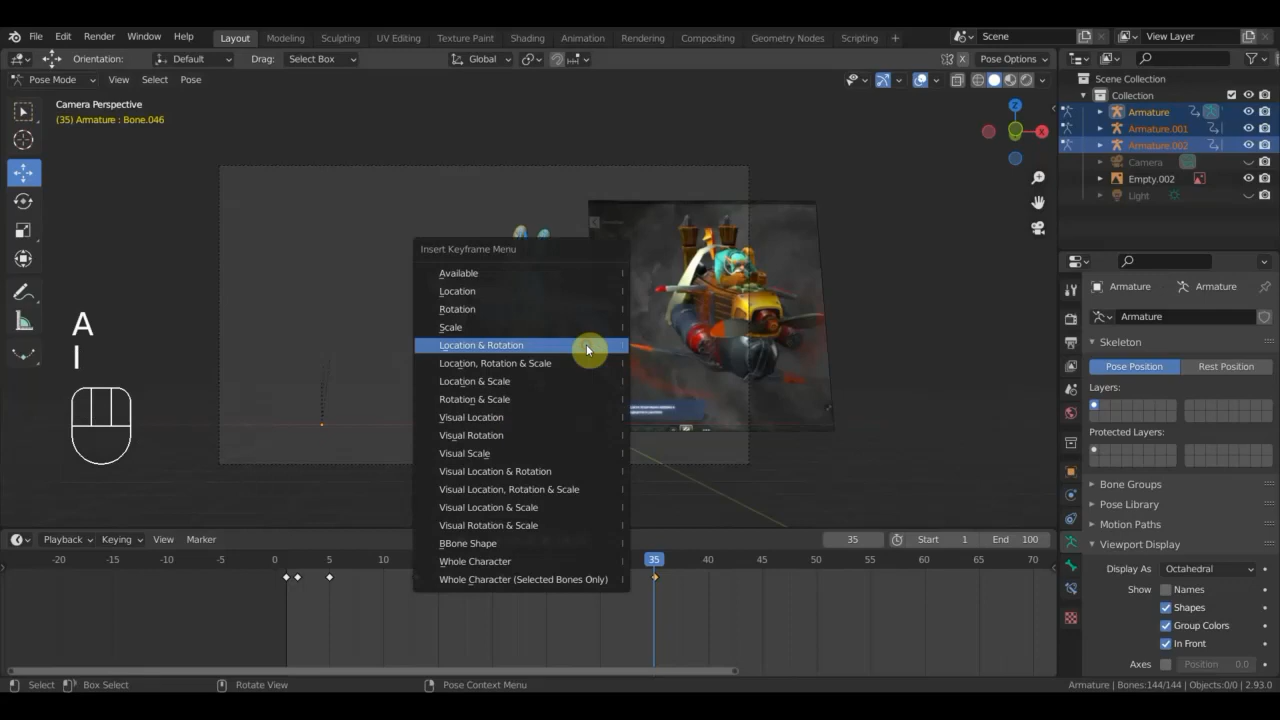 File Edit Render Window Help Layout Modeling Sculpting UV Editing Texture Paint Shading Animation Rendering Compositing Geometry Nodes Scripting + Scene View Layer
Orientation: Default Drag: Select Box Global X Pose Options
Pose Mode View Select Pose
Scene Collection
Collection
Armature
Armature.001
Armature.002
Camera
Empty.002
Light
Camera Perspective
(35) Armature : Bone.046
Z
X
A
I
Insert Keyframe Menu
Available I
Location I
Rotation I
Scale I
Location & Rotation I
Location, Rotation & Scale I
Location & Scale I
Rotation & Scale I
Visual Location I
Visual Rotation I
Visual Scale I
Visual Location & Rotation I
Visual Location, Rotation & Scale I
Visual Location & Scale I
Visual Rotation & Scale I
BBone Shape I
Whole Character I
Whole Character (Selected Bones Only) I
Armature Armature
Armature
Skeleton
Pose Position Rest Position
Layers:
Protected Layers:
Bone Groups
Pose Library
Motion Paths
Viewport Display
Display As Octahedral
Show Names
Shapes
Group Colors
In Front
Axes Position 0.0
Playback Keying View Marker 35 Start 1 End 100
-20 -15 -10 -5 0 5 10 35 40 45 50 55 60 65 70
Select Box Select Rotate View Pose Context Menu Armature | Bones:144/144 | Objects:0/0 | 2.93.0